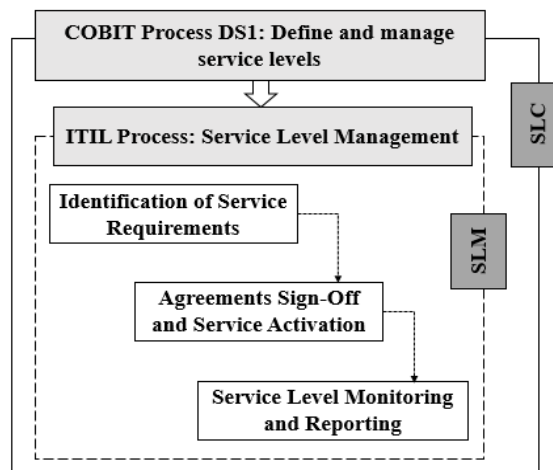 COBIT Process DS1: Define and manage
service levels
SLC
ITIL Process: Service Level Management
Identification of Service
Requirements
SLM
Agreements Sign-Off
and Service Activation
Service Level Monitoring
and Reporting